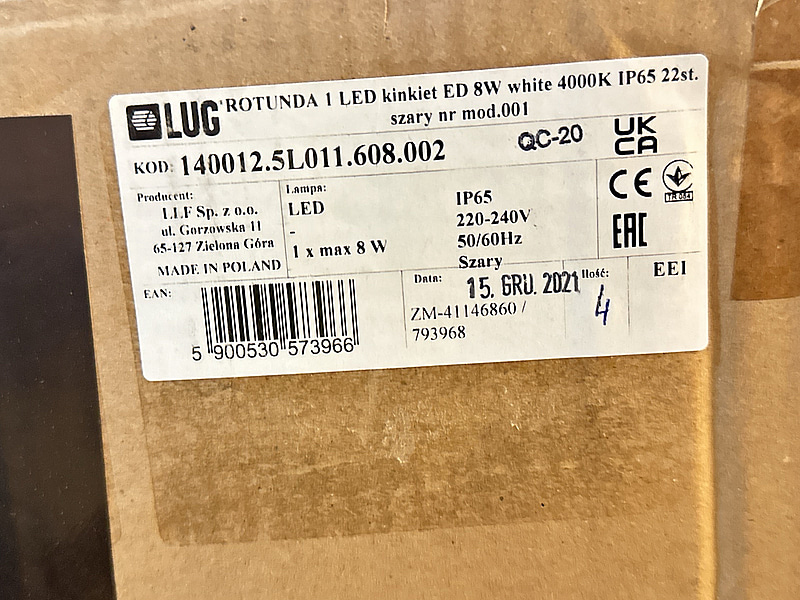 LUG ROTUNDA 1 LED kinkiet ED 8W white 4000K IP65 22st.
szary nr mod.001
KOD: 140012.5L011.608.002
QC-20
UK
CA
Producent:
LLF Sp. z o.o.
ul. Gorzowska 11
65-127 Zielona Góra
MADE IN POLAND
Lampa:
LED
-
1 x max 8 W
IP65
220-240V
50/60Hz
Szary
CE
TR 084
EAC
EAN:
5 900530 573966
Data:
15. GRU. 2021
ZM-41146860 /
793968
Ilość:
4
EEI